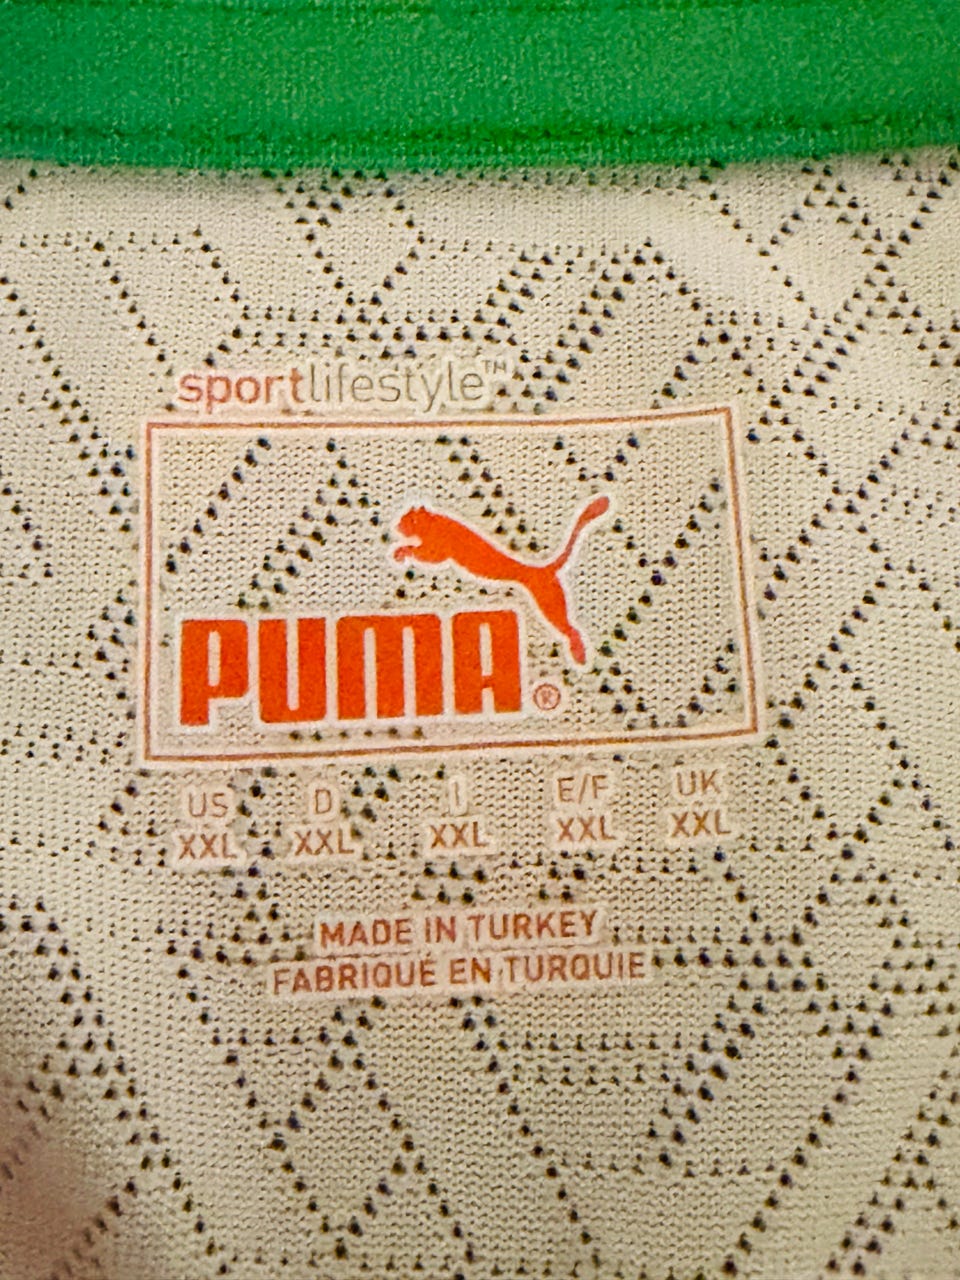 sportlifestyle™
PUMA®
US D I E/F UK
XXL XXL XXL XXL XXL
MADE IN TURKEY
FABRIQUÉ EN TURQUIE